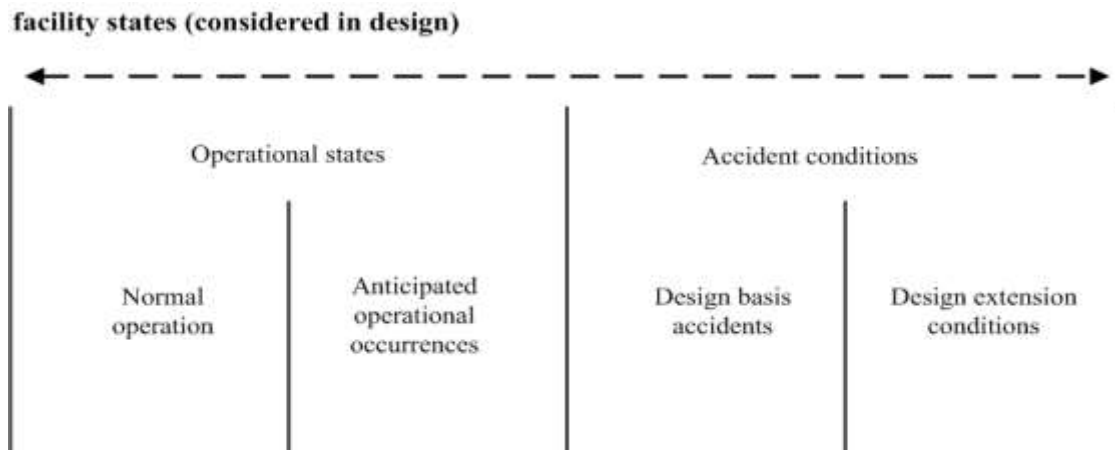 facility states (considered in design)
Operational states
Accident conditions
Normal
operation
Anticipated
operational
occurrences
Design basis
accidents
Design extension
conditions